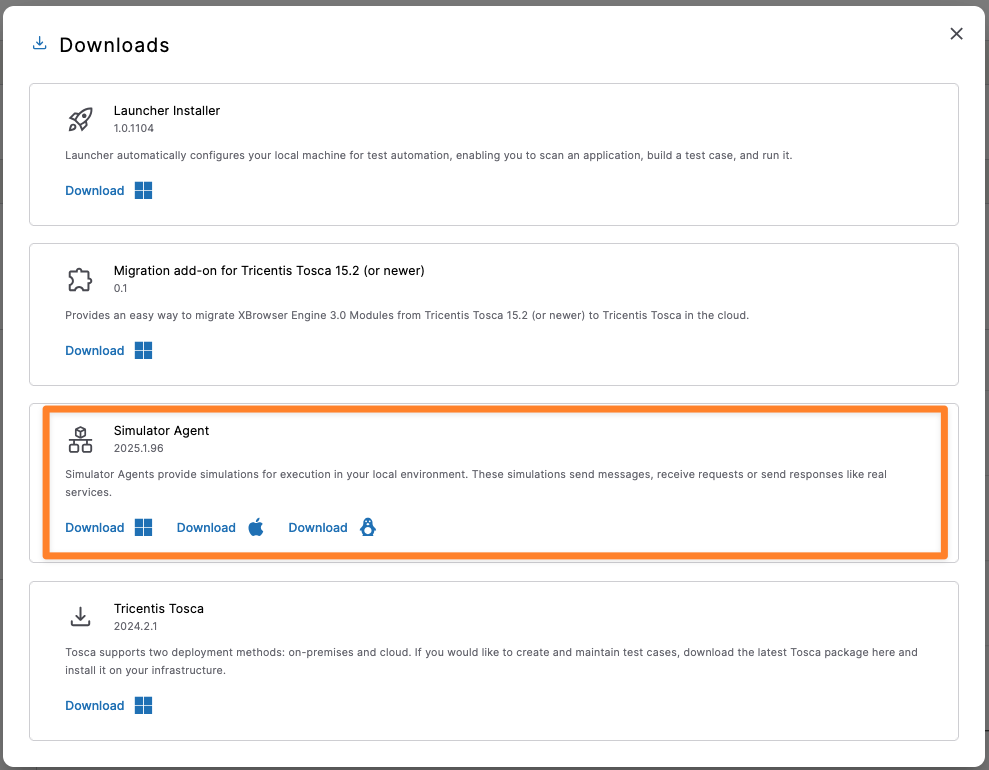 Downloads
Launcher Installer
1.0.1104
Launcher automatically configures your local machine for test automation, enabling you to scan an application, build a test case, and run it.
Download
Migration add-on for Tricentis Tosca 15.2 (or newer)
0.1
Provides an easy way to migrate XBrowser Engine 3.0 Modules from Tricentis Tosca 15.2 (or newer) to Tricentis Tosca in the cloud.
Download
Simulator Agent
2025.1.96
Simulator Agents provide simulations for execution in your local environment. These simulations send messages, receive requests or send responses like real
services.
Download Download Download
Tricentis Tosca
2024.2.1
Tosca supports two deployment methods: on-premises and cloud. If you would like to create and maintain test cases, download the latest Tosca package here and
install it on your infrastructure.
Download